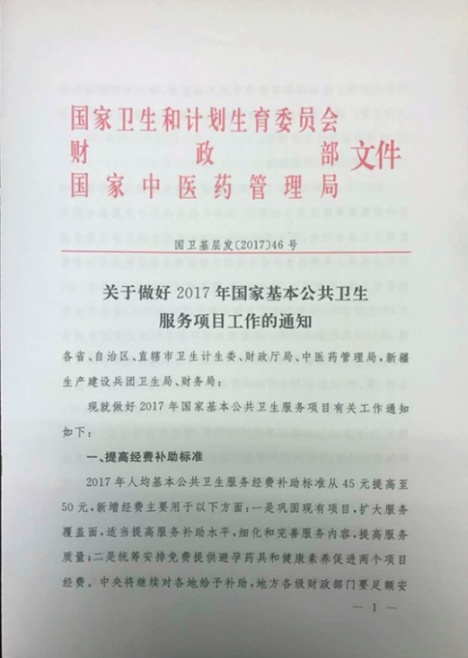 国家卫生和计划生育委员会
财政部 文件
国家中医药管理局
国卫基层发〔2017〕46 号
关于做好 2017 年国家基本公共卫生
服务项目工作的通知
各省、自治区、直辖市卫生计生委、财政厅局、中医药管理局,新疆
生产建设兵团卫生局、财务局:
现就做好 2017 年国家基本公共卫生服务项目有关工作通知
如下:
一、提高经费补助标准
2017 年人均基本公共卫生服务经费补助标准从 45 元提高至
50 元,新增经费主要用于以下方面:一是巩固现有项目,扩大服务
覆盖面,适当提高服务补助水平,细化和完善服务内容,提高服务
质量;二是统筹安排免费提供避孕药具和健康素养促进两个项目
经费。中央将继续对各地给予补助,地方各级财政部门要足额安
— 1 —